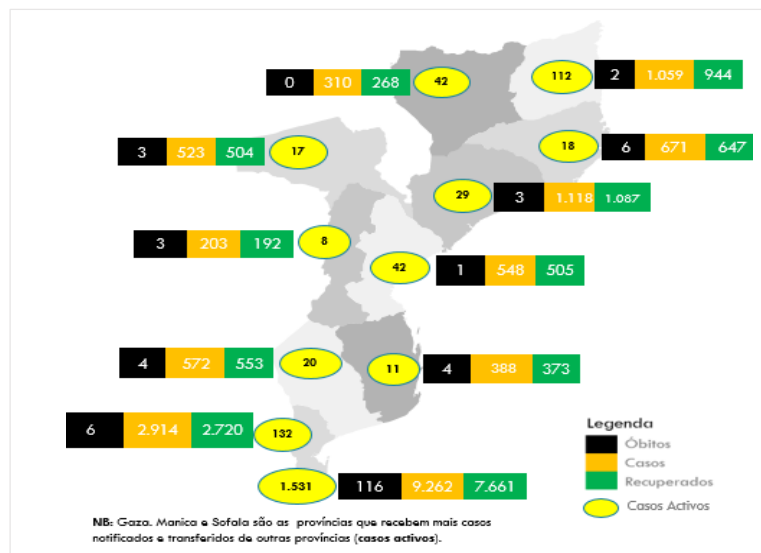 0 310 268 42
112 2 1.059 944
3 523 504 17
18 6 671 647
29 3 1.118 1.087
3 203 192 8
42 1 548 505
4 572 553 20
11 4 388 373
6 2.914 2.720 132
1.531 116 9.262 7.661
Legenda
Óbitos
Casos
Recuperados
Casos Activos
NB: Gaza. Manica e Sofala são as províncias que recebem mais casos
notificados e transferidos de outras províncias (casos activos).